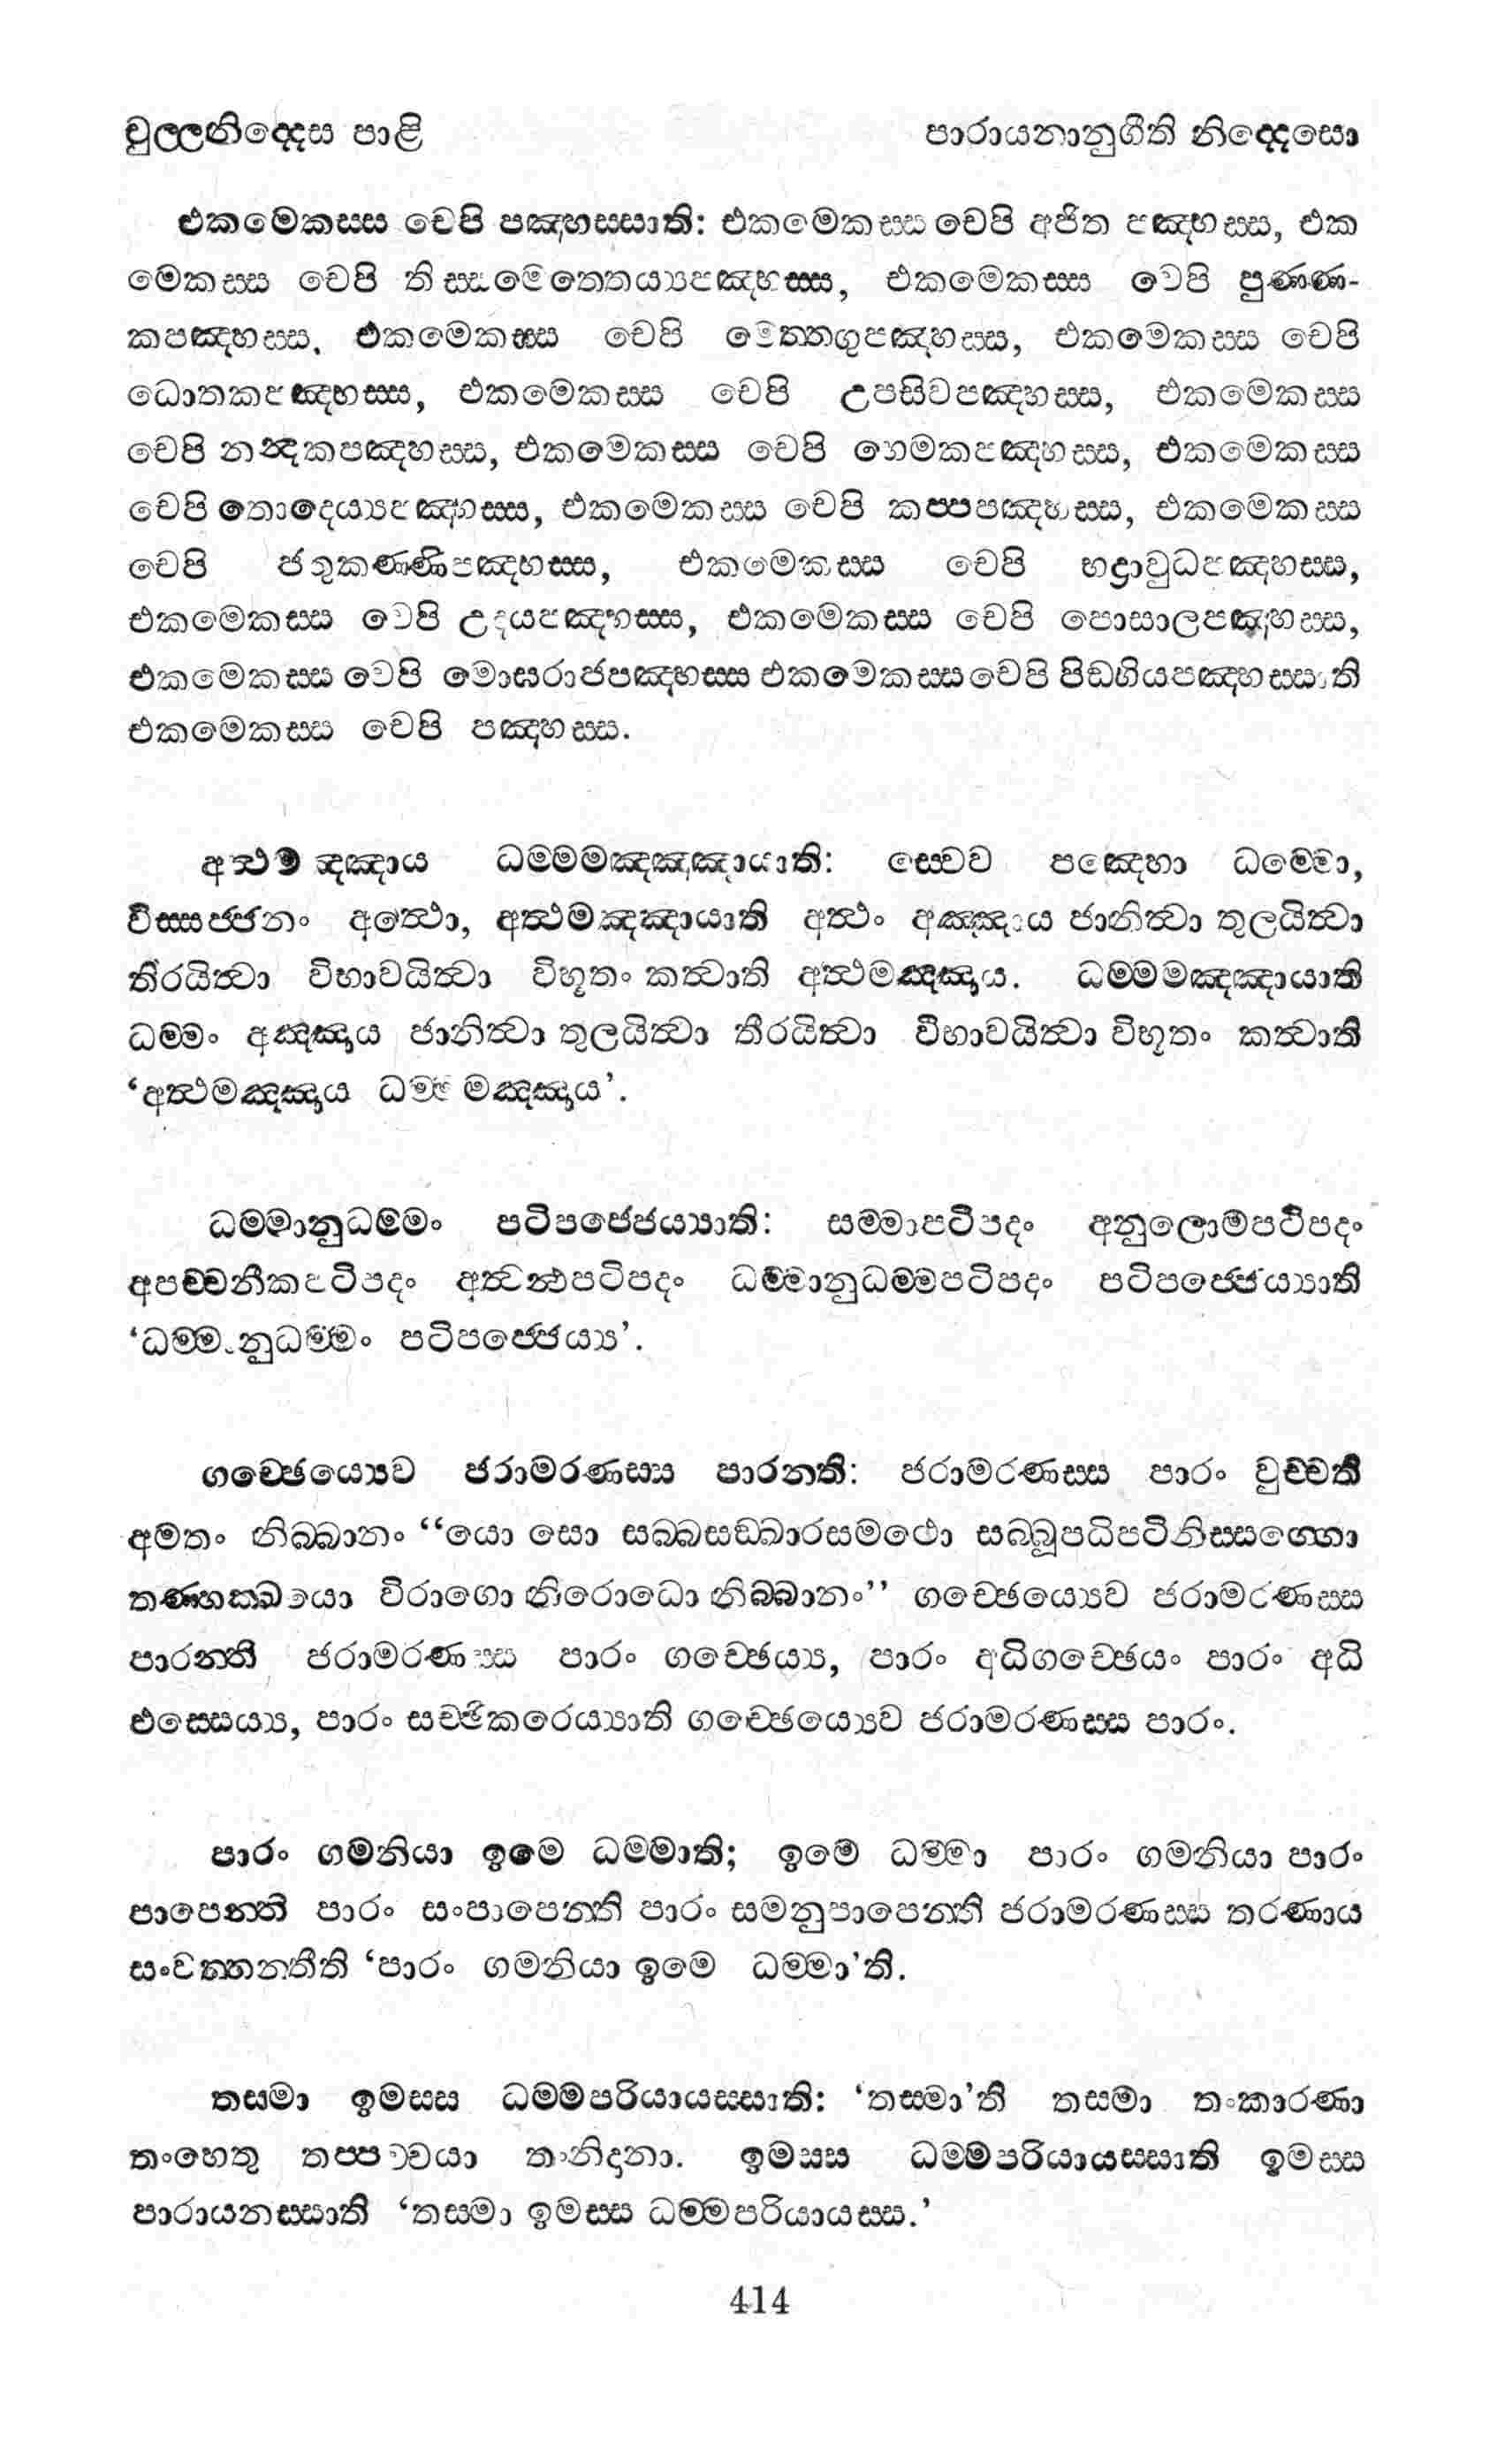 චුල්ලනිද්දෙස පාළි පාරායනානුගීති නිද්දෙසො
එකමෙකස්ස චෙපි පඤ්හස්සාති: එකමෙකස්ස චෙපි අජිත පඤ්හස්ස, එක
මෙකස්ස චෙපි තිස්සමෙත්තෙය්‍යපඤ්හස්ස, එකමෙකස්ස චෙපි පුණ්ණ-
කපඤ්හස්ස, එකමෙකස්ස චෙපි මෙත්තගුපඤ්හස්ස, එකමෙකස්ස චෙපි
ධොතකපඤ්හස්ස, එකමෙකස්ස චෙපි උපසිවපඤ්හස්ස, එකමෙකස්ස
චෙපි නන්දකපඤ්හස්ස, එකමෙකස්ස චෙපි හෙමකපඤ්හස්ස, එකමෙකස්ස
චෙපි තොදෙය්‍යපඤ්හස්ස, එකමෙකස්ස චෙපි කප්පපඤ්හස්ස, එකමෙකස්ස
චෙපි ජතුකණ්ණිපඤ්හස්ස, එකමෙකස්ස චෙපි භද්‍රාවුධපඤ්හස්ස,
එකමෙකස්ස චෙපි උදයපඤ්හස්ස, එකමෙකස්ස චෙපි පොසාලපඤ්හස්ස,
එකමෙකස්ස චෙපි මොඝරාජපඤ්හස්ස එකමෙකස්ස චෙපි පිඞගියපඤ්හස්සාති
එකමෙකස්ස චෙපි පඤ්හස්ස.
අත්‍ථමඤ්ඤාය ධම්මමඤ්ඤායාති: ස්වෙව පඤ්හො ධම්මො,
විස්සජ්ජනං අත්‍ථො, අත්‍ථමඤ්ඤායාති අත්‍ථං අඤ්ඤාය ජානිත්‍වා තුලයිත්‍වා
තිරයිත්‍වා විභාවයිත්‍වා විභූතං කත්‍වාති අත්‍ථමඤ්ඤාය. ධම්මමඤ්ඤායාති
ධම්මං අඤ්ඤාය ජානිත්‍වා තුලයිත්‍වා තීරයිත්‍වා විභාවයිත්‍වා විභූතං කත්‍වාති
‘අත්‍ථමඤ්ඤාය ධම්මමඤ්ඤාය’.
ධම්මානුධම්මං පටිපජ්ජෙය්‍යාති: සම්මාපටිපදං අනුලොමපටිපදං
අපච්චනීකපටිපදං අන්වත්‍ථපටිපදං ධම්මානුධම්මපටිපදං පටිපජ්ජෙය්‍යාති
‘ධම්මානුධම්මං පටිපජ්ජෙය්‍ය’.
ගච්ඡෙය්‍යෙව ජරාමරණස්ස පාරනති: ජරාමරණස්ස පාරං වුච්චති
අමතං නිබ්බානං “යො සො සබ්බසඞ්ඛාරසමථො සබ්බූපධිපටිනිස්සග්ගො
තණ්හක්ඛයො විරාගො නිරොධො නිබ්බානං” ගච්ඡෙය්‍යෙව ජරාමරණස්ස
පාරන්ති ජරාමරණස්ස පාරං ගච්ඡෙය්‍ය, පාරං අධිගච්ඡෙයං පාරං අධි
එස්සෙය්‍ය, පාරං සච්ඡිකරෙය්‍යාති ගච්ඡෙය්‍යෙව ජරාමරණස්ස පාරං.
පාරං ගමනියා ඉමෙ ධම්මාති; ඉමෙ ධම්මා පාරං ගමනියා පාරං
පාපෙන්ති පාරං සංපාපෙන්ති පාරං සමනුපාපෙන්ති ජරාමරණස්ස තරණාය
සංවත්තන්තීති ‘පාරං ගමනියා ඉමෙ ධම්මා’ති.
තස්මා ඉමස්ස ධම්මපරියායස්සාති: ‘තස්මා’ති තස්මා තංකාරණා
තංහෙතු තප්පච්චයා තංනිදානා. ඉමස්ස ධම්මපරියායස්සාති ඉමස්ස
පාරායනස්සාති ‘තස්මා ඉමස්ස ධම්මපරියායස්ස.’
414